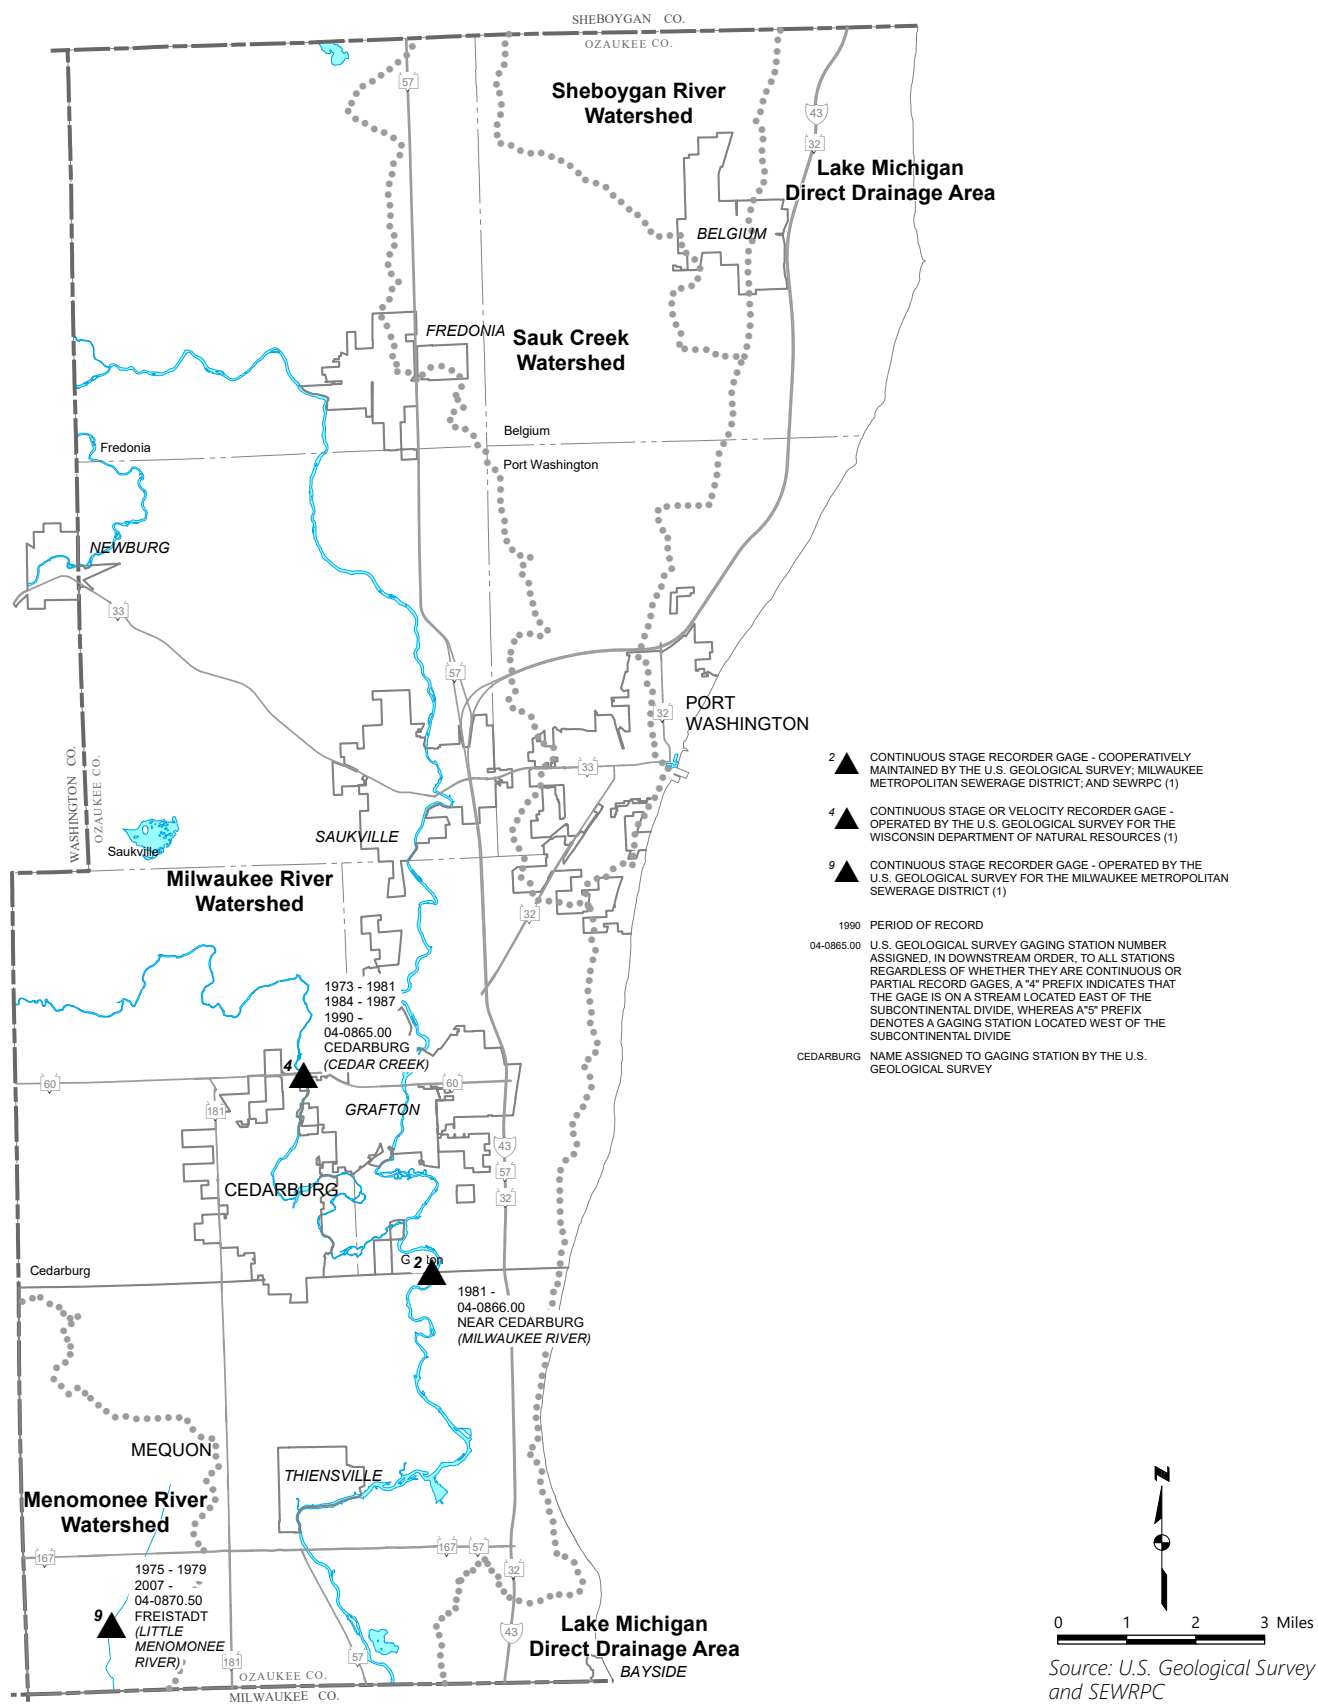 SHEBOYGAN CO.
OZAUKEE CO.
57
Sheboygan River
Watershed
43
32
Lake Michigan
Direct Drainage Area
BELGIUM
FREDONIA
Sauk Creek
Watershed
Belgium
Fredonia
Port Washington
NEWBURG
33
57
PORT
WASHINGTON
32
33
WASHINGTON CO.
OZAUKEE CO.
SAUKVILLE
Saukville
Milwaukee River
Watershed
32
2 CONTINUOUS STAGE RECORDER GAGE - COOPERATIVELY
MAINTAINED BY THE U.S. GEOLOGICAL SURVEY; MILWAUKEE
METROPOLITAN SEWERAGE DISTRICT; AND SEWRPC (1)
4 CONTINUOUS STAGE OR VELOCITY RECORDER GAGE -
OPERATED BY THE U.S. GEOLOGICAL SURVEY FOR THE
WISCONSIN DEPARTMENT OF NATURAL RESOURCES (1)
9 CONTINUOUS STAGE RECORDER GAGE - OPERATED BY THE
U.S. GEOLOGICAL SURVEY FOR THE MILWAUKEE METROPOLITAN
SEWERAGE DISTRICT (1)
1990 PERIOD OF RECORD
04-0865.00 U.S. GEOLOGICAL SURVEY GAGING STATION NUMBER
ASSIGNED, IN DOWNSTREAM ORDER, TO ALL STATIONS
REGARDLESS OF WHETHER THEY ARE CONTINUOUS OR
PARTIAL RECORD GAGES, A "4" PREFIX INDICATES THAT
THE GAGE IS ON A STREAM LOCATED EAST OF THE
SUBCONTINENTAL DIVIDE, WHEREAS A"5" PREFIX
DENOTES A GAGING STATION LOCATED WEST OF THE
SUBCONTINENTAL DIVIDE
CEDARBURG NAME ASSIGNED TO GAGING STATION BY THE U.S.
GEOLOGICAL SURVEY
1973 - 1981
1984 - 1987
1990 -
04-0865.00
CEDARBURG
(CEDAR CREEK)
4
60
60
181
GRAFTON
43
57
32
CEDARBURG
Cedarburg
2
1981 -
04-0866.00
NEAR CEDARBURG
(MILWAUKEE RIVER)
MEQUON
THIENSVILLE
Menomonee River
Watershed
167
167
57
32
1975 - 1979
2007 -
04-0870.50
FREISTADT
(LITTLE
MENOMONEE
RIVER)
9
43
Lake Michigan
Direct Drainage Area
BAYSIDE
57
181
OZAUKEE CO.
MILWAUKEE CO.
N
0 1 2 3 Miles
Source: U.S. Geological Survey
and SEWRPC